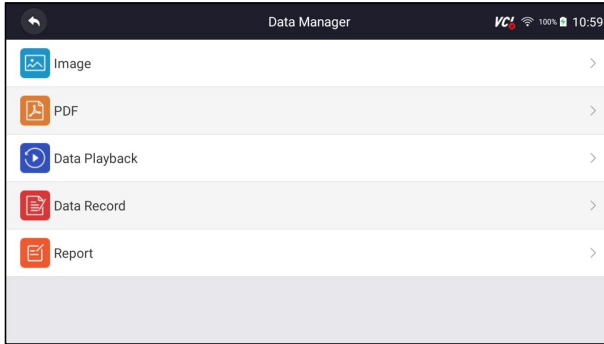 Data Manager
VCI 100% 10:59
Image
PDF
Data Playback
Data Record
Report